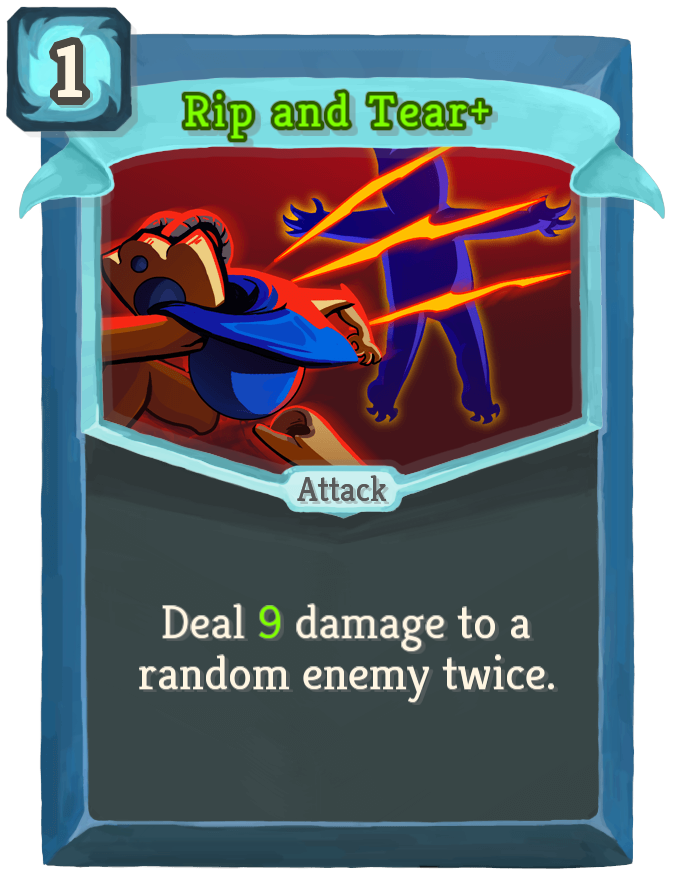 1
Rip and Tear+
Attack
Deal 9 damage to a
random enemy twice.